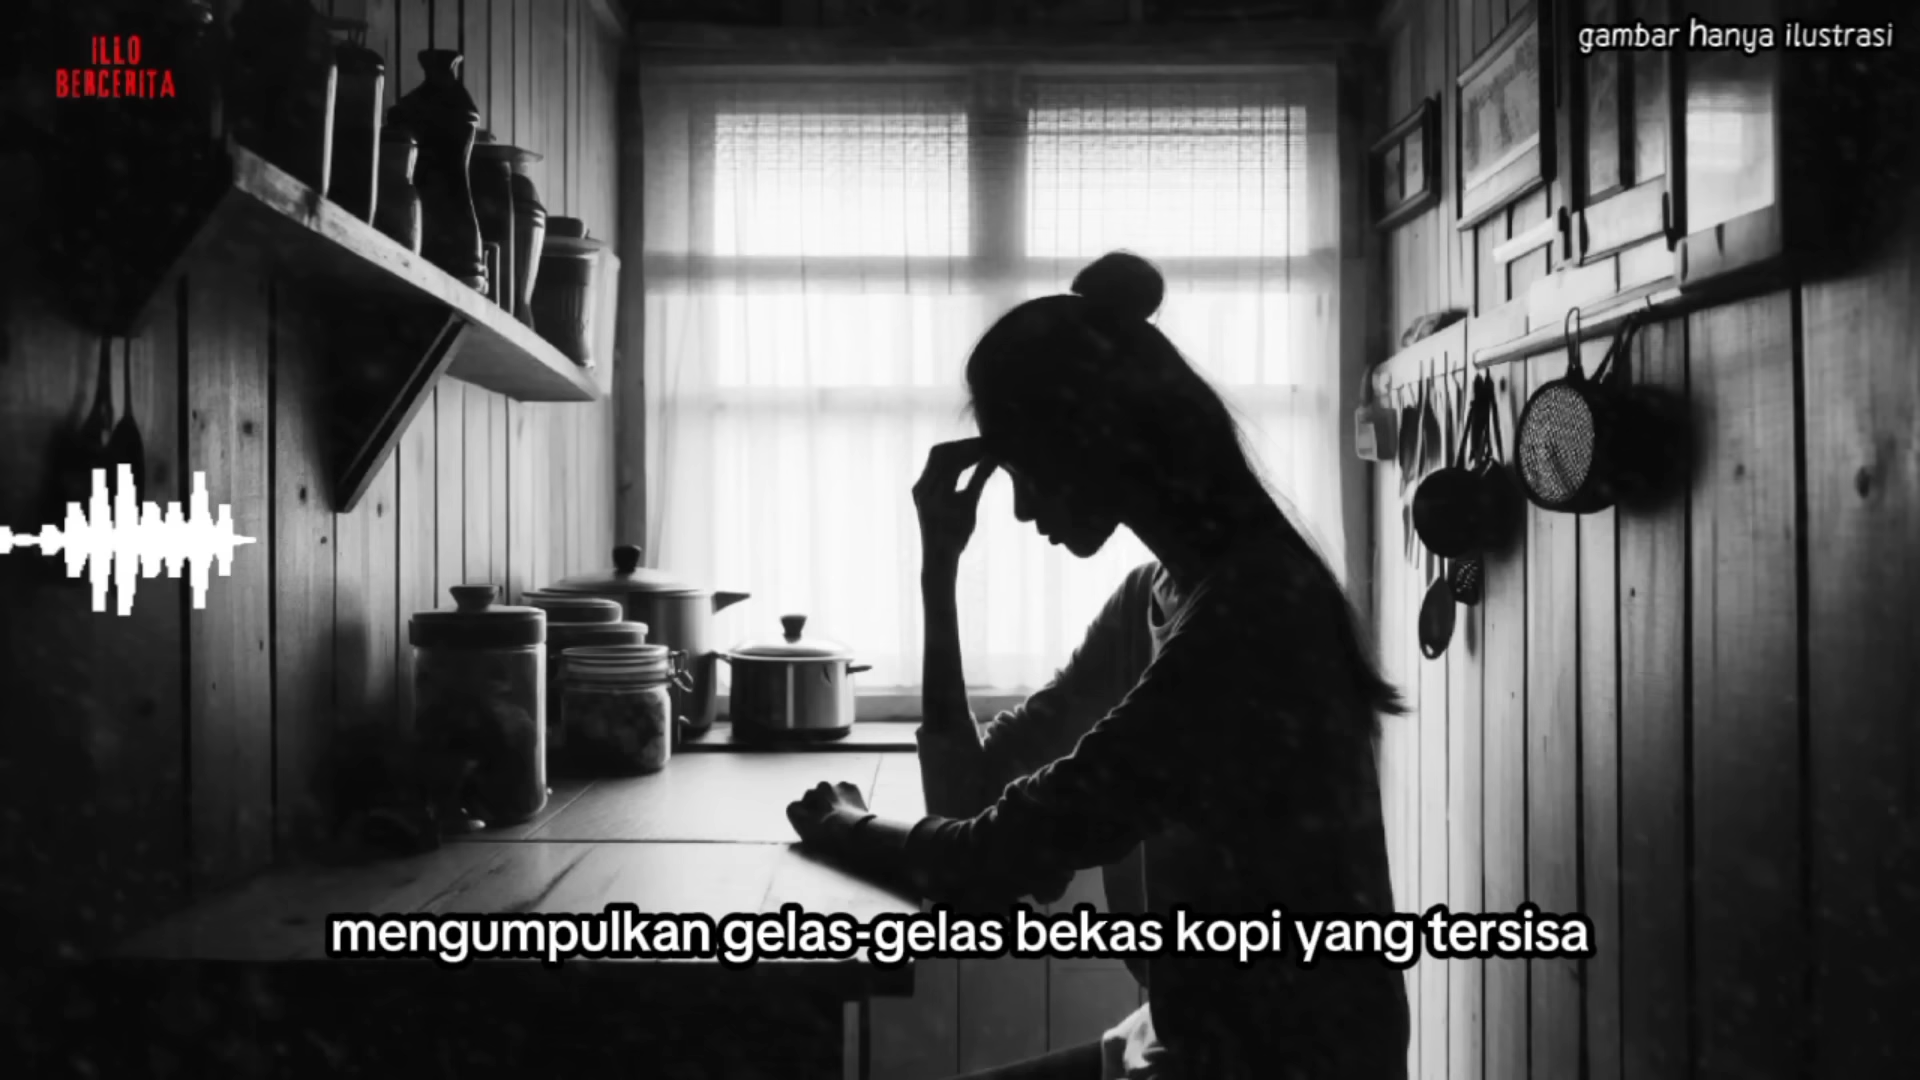 ILLO
BERCERITA
gambar hanya ilustrasi
mengumpulkan gelas-gelas bekas kopi yang tersisa